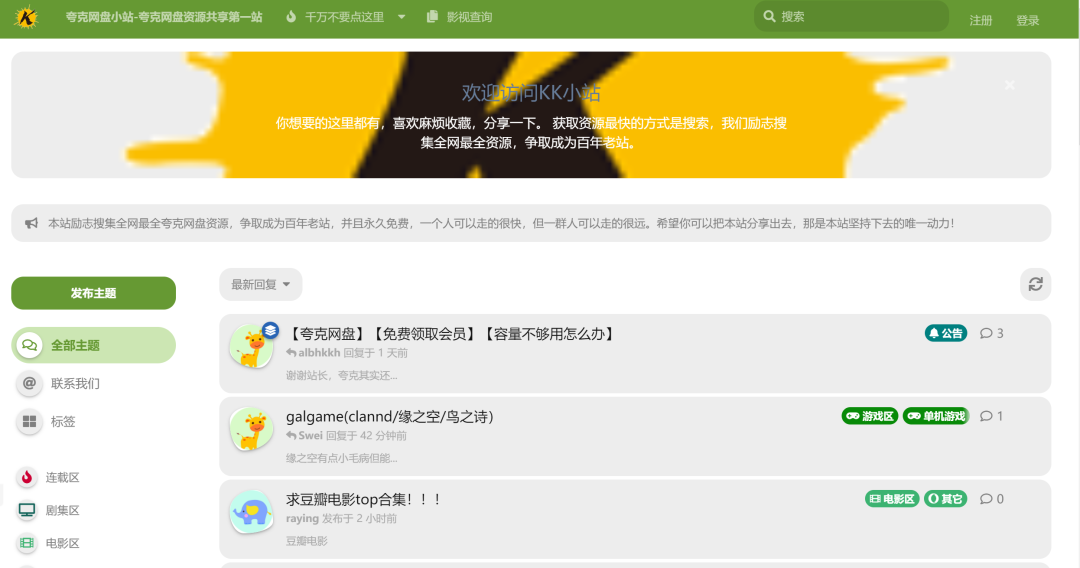 夸克网盘小站-夸克网盘资源共享第一站 千万不要点这里 影视查询 搜索 注册 登录
欢迎访问KK小站
你想要的这里都有，喜欢麻烦收藏，分享一下。 获取资源最快的方式是搜索，我们励志搜
集全网最全资源，争取成为百年老站。
本站励志搜集全网最全夸克网盘资源，争取成为百年老站，并且永久免费，一个人可以走的很快，但一群人可以走的很远。希望你可以把本站分享出去，那是本站坚持下去的唯一动力！
发布主题
全部主题
联系我们
标签
连载区
剧集区
电影区
最新回复
【夸克网盘】【免费领取会员】【容量不够用怎么办】 公告 3
albhkkh 回复于 1 天前
谢谢站长，夸克其实还...
galgame(clannd/缘之空/鸟之诗) 游戏区 单机游戏 1
Swei 回复于 42 分钟前
缘之空有点小毛病但能...
求豆瓣电影top合集！！！ 电影区 其它 0
raying 发布于 2 小时前
豆瓣电影